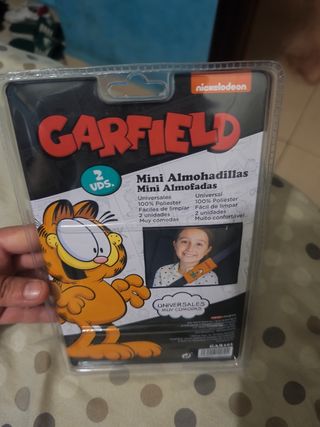 nickelodeon
GARFIELD
2
UDS.
Mini Almohadillas
Mini Almofadas
Universales
100% Poliester
Fáciles de limpiar
2 unidades
Muy cómodas
Universal
100% Poliester
Fácil de limpar
2 unidades
Muito confortável
UNIVERSALES
MUY CÓMODAS
GAR101